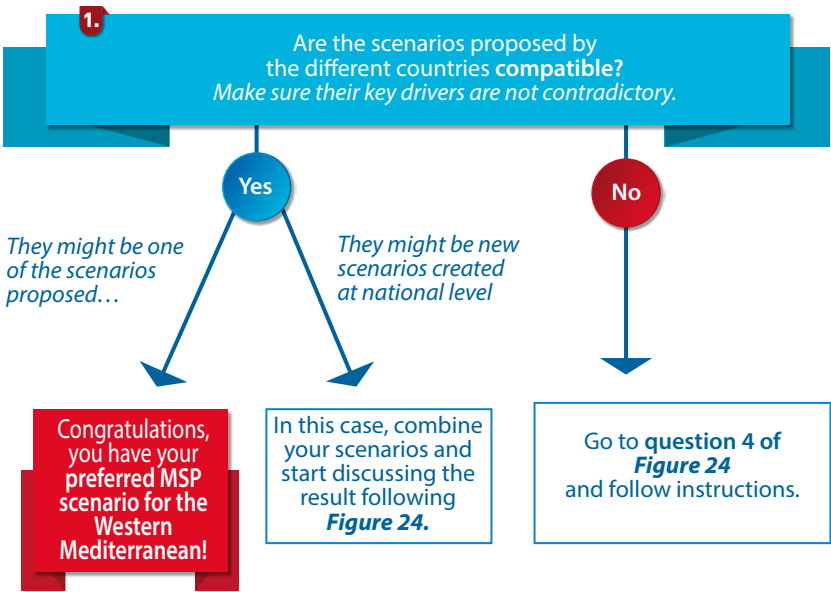 1.
Are the scenarios proposed by
the different countries compatible?
Make sure their key drivers are not contradictory.
Yes
No
They might be one
of the scenarios
proposed…
They might be new
scenarios created
at national level
Congratulations,
you have your
preferred MSP
scenario for the
Western
Mediterranean!
In this case, combine
your scenarios and
start discussing the
result following
Figure 24.
Go to question 4 of
Figure 24
and follow instructions.